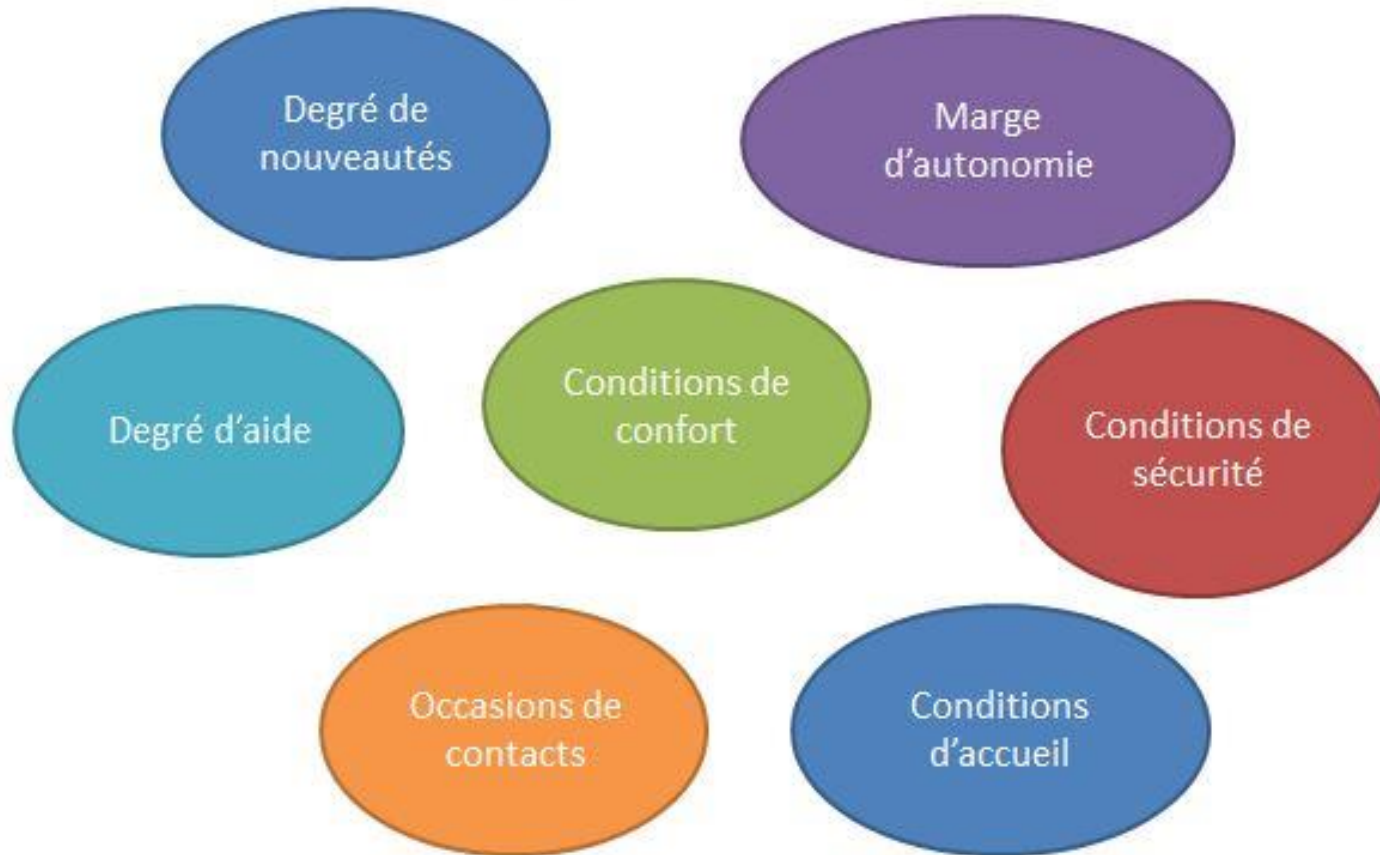 Degré de
nouveautés
Marge
d’autonomie
Degré d’aide
Conditions de
confort
Conditions de
sécurité
Occasions de
contacts
Conditions
d’accueil